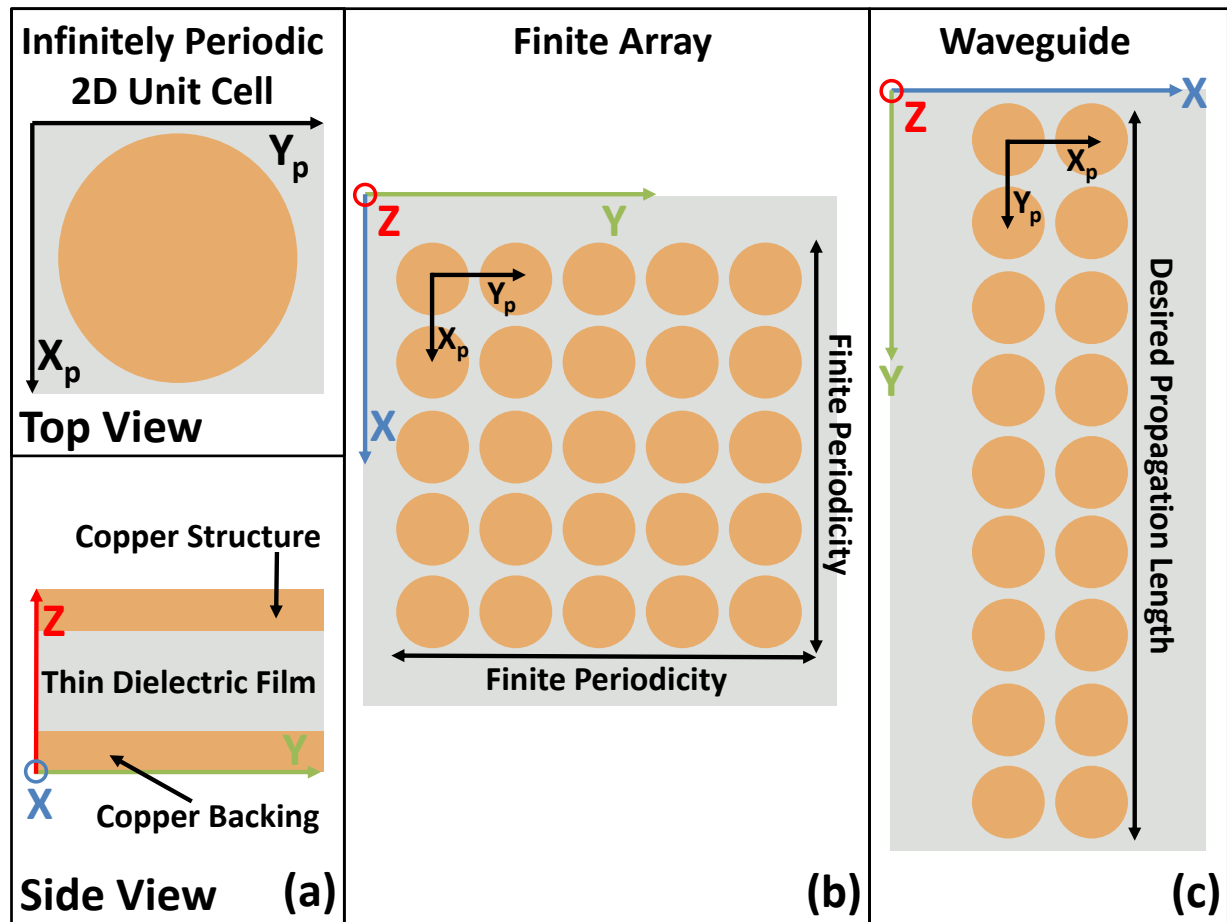 Infinitely Periodic
2D Unit Cell
Yp
Xp
Top View
Copper Structure
Z
Thin Dielectric Film
Y
X
Copper Backing
Side View
(a)
Finite Array
Z
Y
Yp
Xp
X
Finite Periodicity
Finite Periodicity
(b)
Waveguide
X
Z
Xp
Yp
Y
Desired Propagation Length
(c)